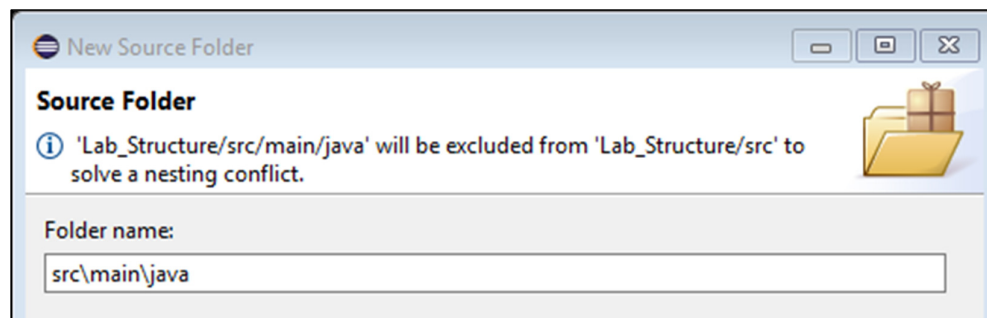 New Source Folder
Source Folder
'Lab_Structure/src/main/java' will be excluded from 'Lab_Structure/src' to
solve a nesting conflict.
Folder name:
src\main\java